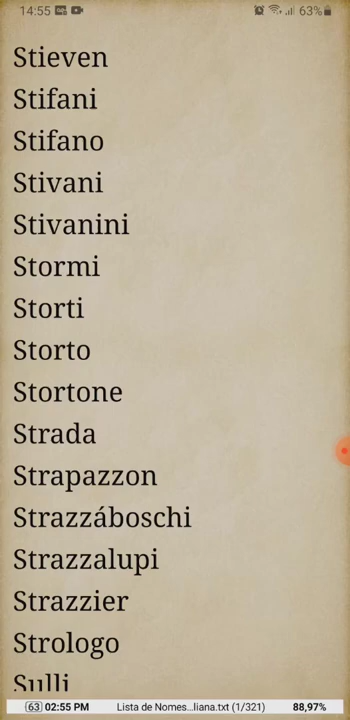 14:55 63%
Stieven
Stifani
Stifano
Stivani
Stivanini
Stormi
Storti
Storto
Stortone
Strada
Strapazzon
Strazzáboschi
Strazzalupi
Strazzier
Strologo
Sulli
63 02:55 PM Lista de Nomes...liana.txt (1/321) 88,97%